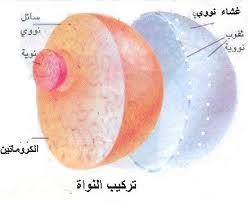 غشاء نووي
ثقوب
نووية
سائل
نووي
نوية
الكروماتين
تركيب النواة